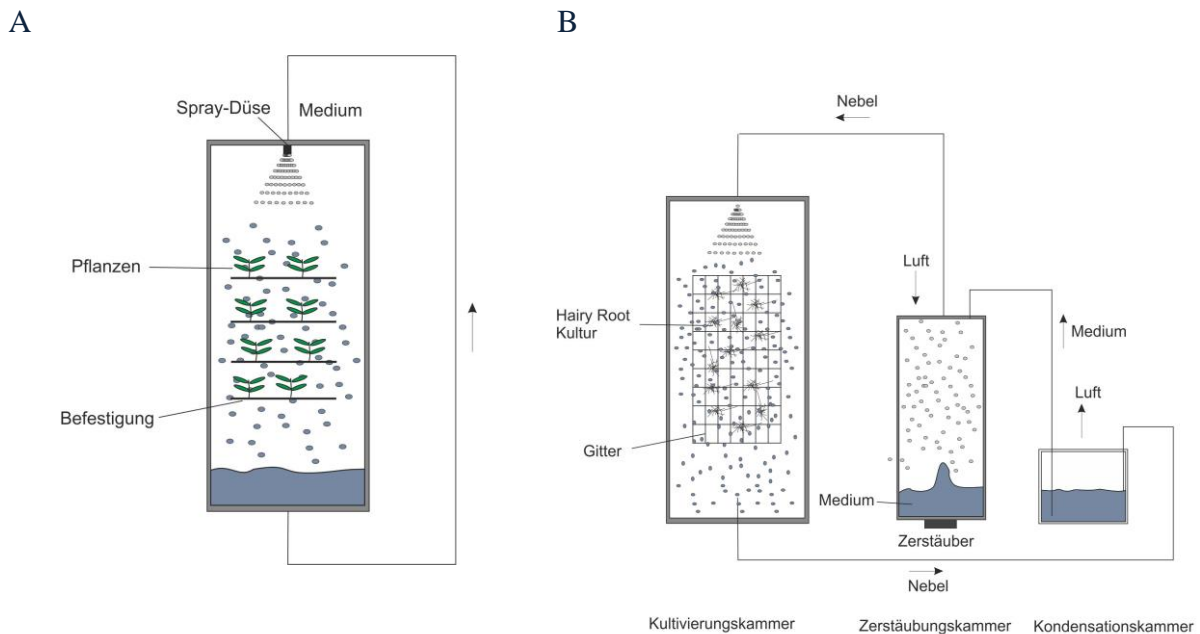 A
Spray-Düse
Medium
Pflanzen
Befestigung
B
Nebel
Luft
Hairy Root
Kultur
Medium
Luft
Gitter
Medium
Zerstäuber
Nebel
Kultivierungskammer
Zerstäubungskammer
Kondensationskammer